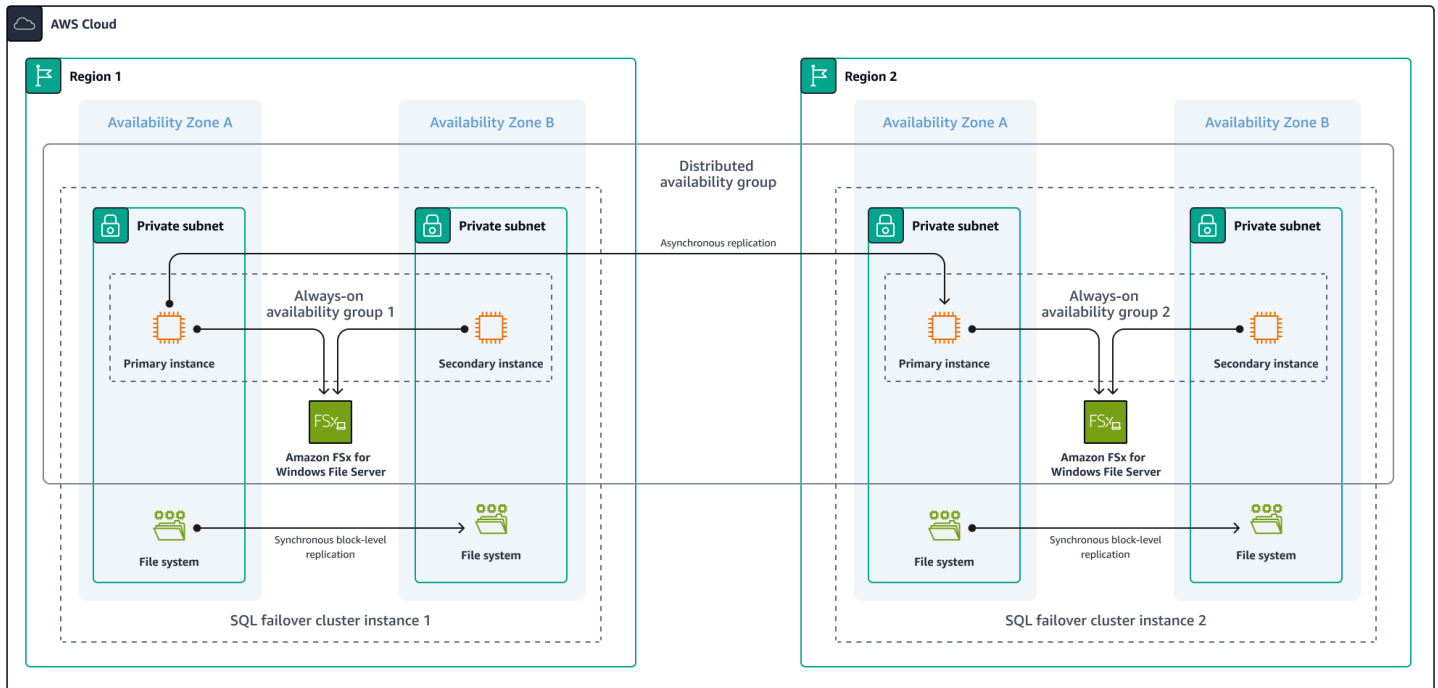 AWS Cloud
Region 1
Availability Zone A
Availability Zone B
Private subnet
Private subnet
Always-on
availability group 1
Primary instance
Secondary instance
FSx
Amazon FSx for
Windows File Server
File system
Synchronous block-level
replication
File system
SQL failover cluster instance 1
Distributed
availability group
Asynchronous replication
Region 2
Availability Zone A
Availability Zone B
Private subnet
Private subnet
Always-on
availability group 2
Primary instance
Secondary instance
FSx
Amazon FSx for
Windows File Server
File system
Synchronous block-level
replication
File system
SQL failover cluster instance 2